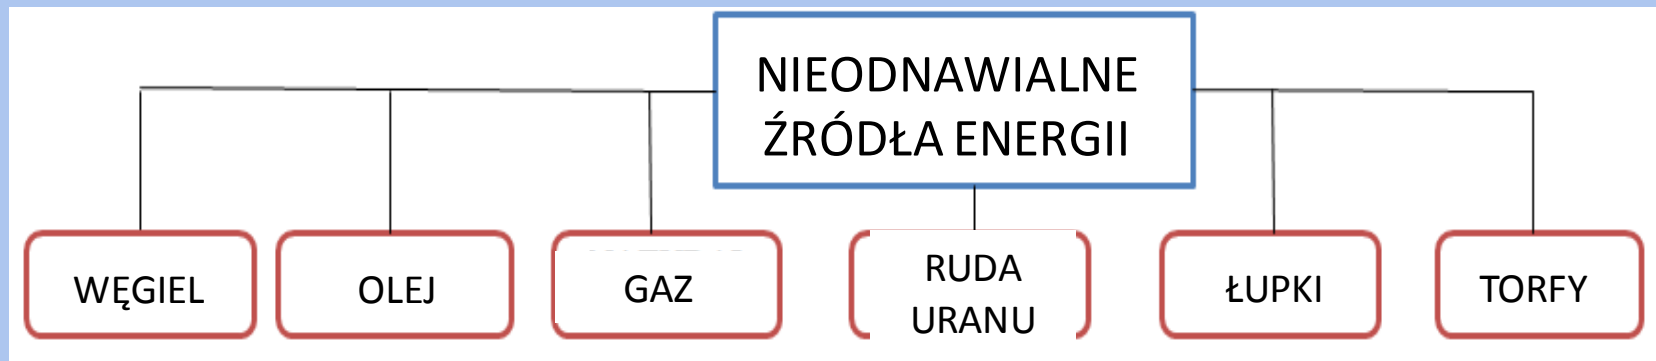 NIEODNAWIALNE
ŹRÓDŁA ENERGII
WĘGIEL
OLEJ
GAZ
RUDA
URANU
ŁUPKI
TORFY